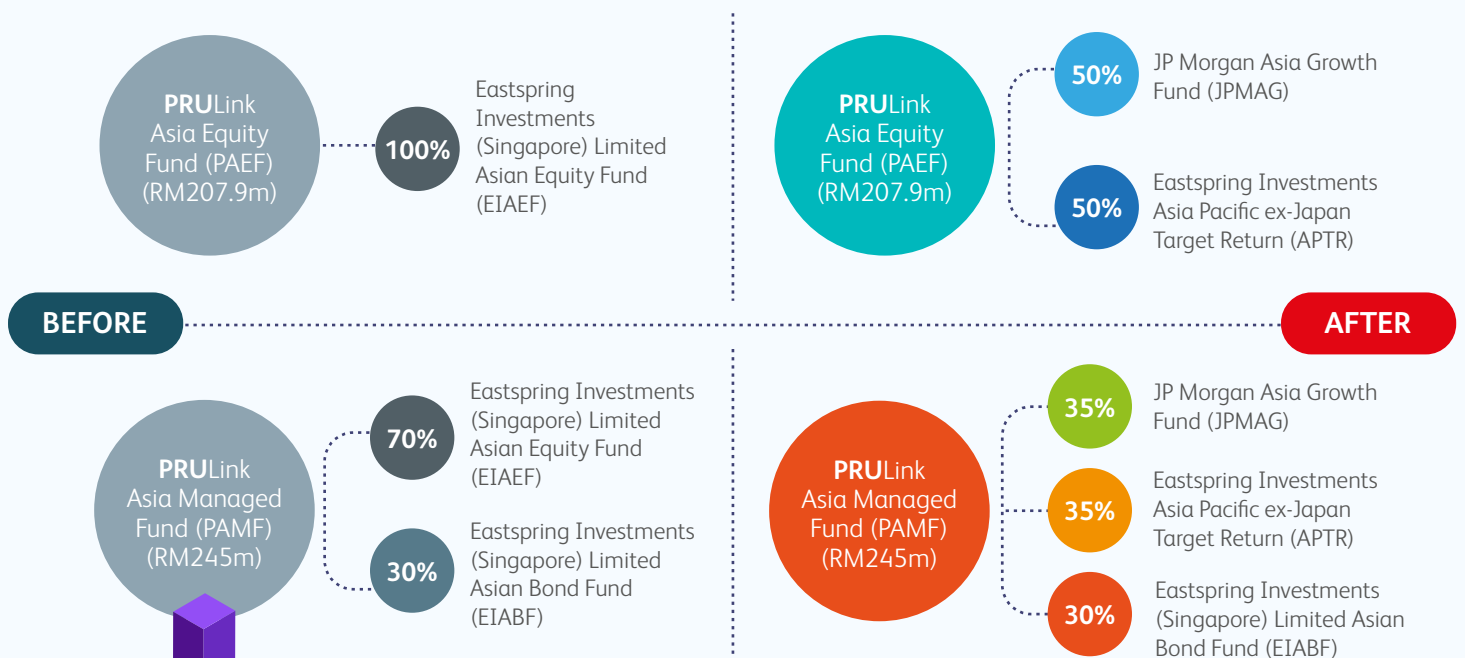 PRULink
Asia Equity
Fund (PAEF)
(RM207.9m)
100%
Eastspring
Investments
(Singapore) Limited
Asian Equity Fund
(EIAEF)
PRULink
Asia Equity
Fund (PAEF)
(RM207.9m)
50%
JP Morgan Asia Growth
Fund (JPMAG)
50%
Eastspring Investments
Asia Pacific ex-Japan
Target Return (APTR)
BEFORE
AFTER
PRULink
Asia Managed
Fund (PAMF)
(RM245m)
70%
Eastspring Investments
(Singapore) Limited
Asian Equity Fund
(EIAEF)
30%
Eastspring Investments
(Singapore) Limited
Asian Bond Fund
(EIABF)
PRULink
Asia Managed
Fund (PAMF)
(RM245m)
35%
JP Morgan Asia Growth
Fund (JPMAG)
35%
Eastspring Investments
Asia Pacific ex-Japan
Target Return (APTR)
30%
Eastspring Investments
(Singapore) Limited Asian
Bond Fund (EIABF)